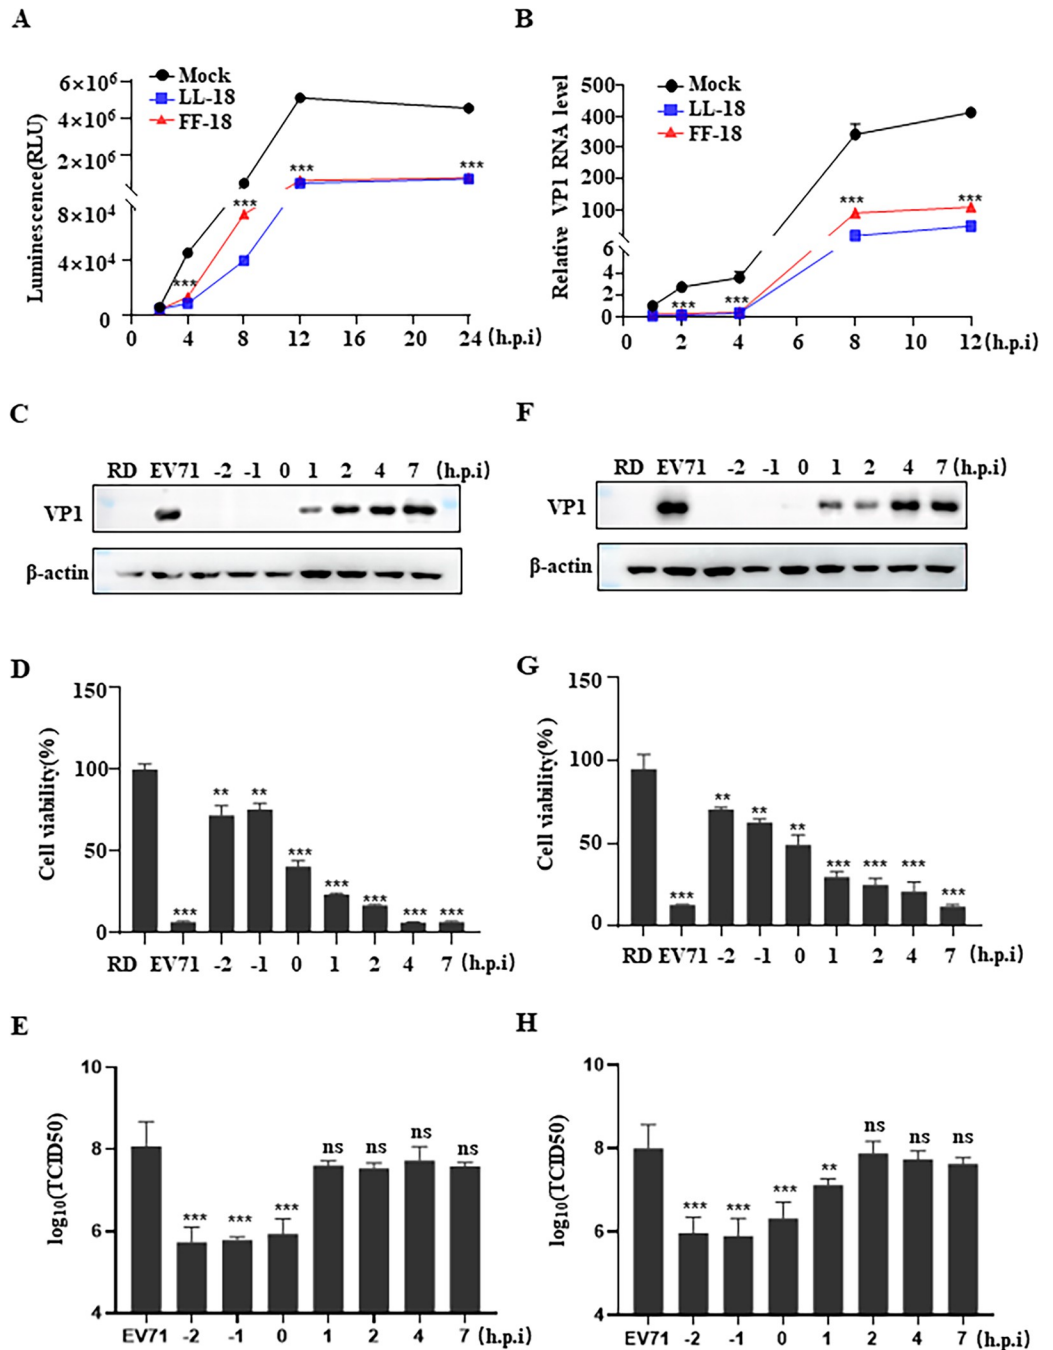 A
Luminescence(RLU)
6×10⁶
4×10⁶
2×10⁶
8×10⁴
4×10⁴
0
Mock
LL-18
FF-18
***
***
***
***
0 4 8 12 16 20 24 (h.p.i)
B
Relative VP1 RNA level
500
400
300
200
100
6
4
2
0
Mock
LL-18
FF-18
***
***
***
***
0 2 4 6 8 10 12 (h.p.i)
C
RD EV71 -2 -1 0 1 2 4 7 (h.p.i)
VP1
β-actin
F
RD EV71 -2 -1 0 1 2 4 7 (h.p.i)
VP1
β-actin
D
Cell viability(%)
150
100
50
0
*** ** ** *** *** *** *** ***
RD EV71 -2 -1 0 1 2 4 7 (h.p.i)
G
Cell viability(%)
150
100
50
0
*** ** ** ** *** *** *** ***
RD EV71 -2 -1 0 1 2 4 7 (h.p.i)
E
log₁₀(TCID50)
10
8
6
4
*** *** *** ns ns ns ns
EV71 -2 -1 0 1 2 4 7 (h.p.i)
H
log₁₀(TCID50)
10
8
6
4
*** *** *** ** ns ns ns
EV71 -2 -1 0 1 2 4 7 (h.p.i)